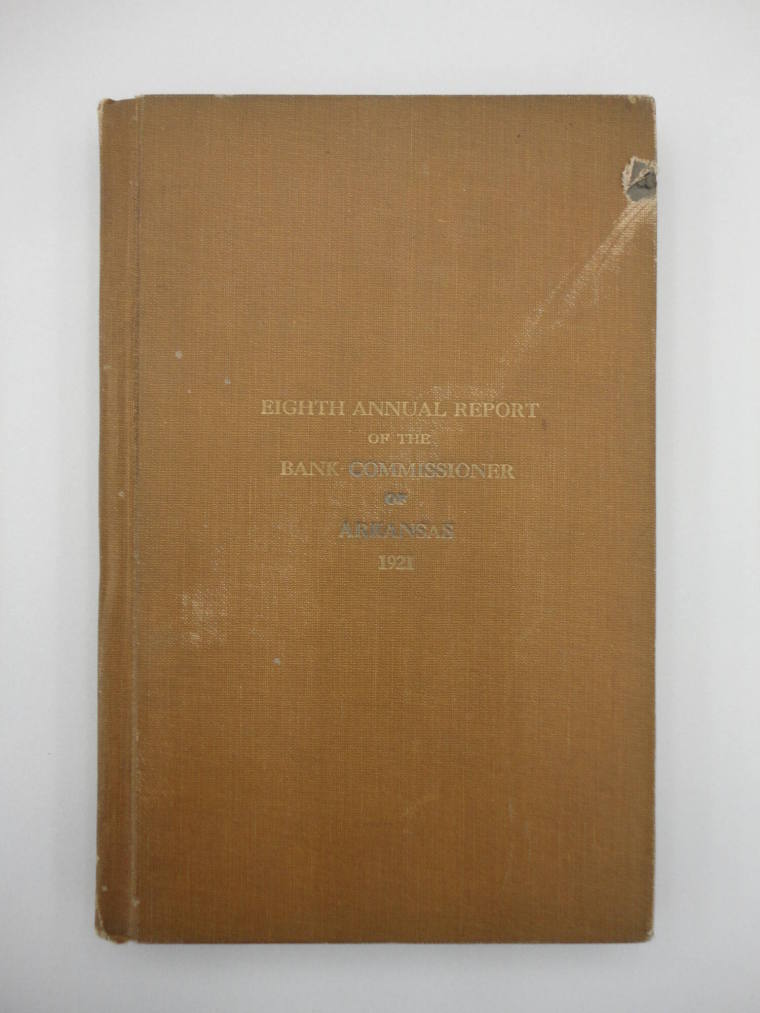 EIGHTH ANNUAL REPORT
OF THE
BANK COMMISSIONER
OF
ARKANSAS
1921